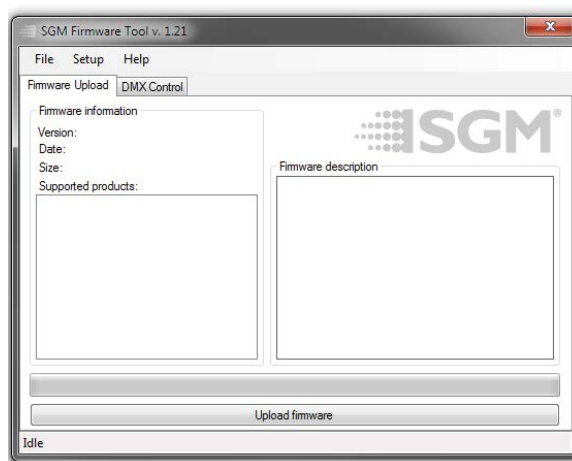 SGM Firmware Tool v. 1.21
File Setup Help
Firmware Upload DMX Control
Firmware information
Version:
Date:
Size:
Supported products:
SGM®
Firmware description
Upload firmware
Idle